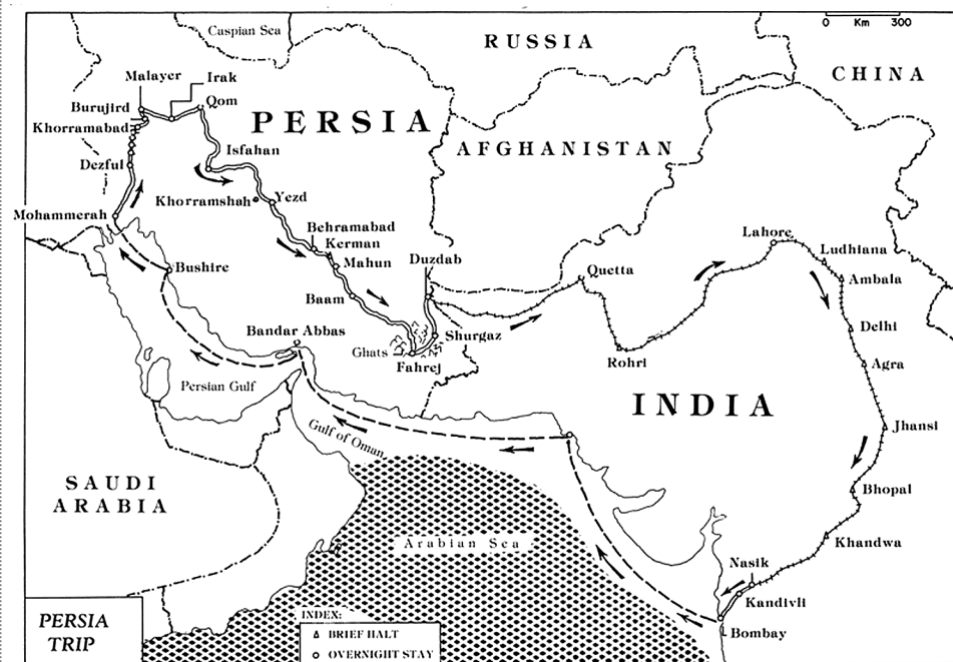 0 Km 300
Caspian Sea
RUSSIA
CHINA
Malayer
Irak
Burujird
Qom
Khorramabad
PERSIA
AFGHANISTAN
Isfahan
Dezful
Khorramshah
Yezd
Mohammerah
Behramabad
Kerman
Lahore
Ludhiana
Mahun
Duzdab
Bushire
Quetta
Ambala
Baam
Bandar Abbas
Shurgaz
Delhi
Ghats
Fahrej
Rohri
Agra
Persian Gulf
INDIA
Gulf of Oman
Jhansi
SAUDI
ARABIA
Bhopal
Arabian Sea
Khandwa
Nasik
Kandivli
Bombay
PERSIA
TRIP
INDEX:
BRIEF HALT
OVERNIGHT STAY